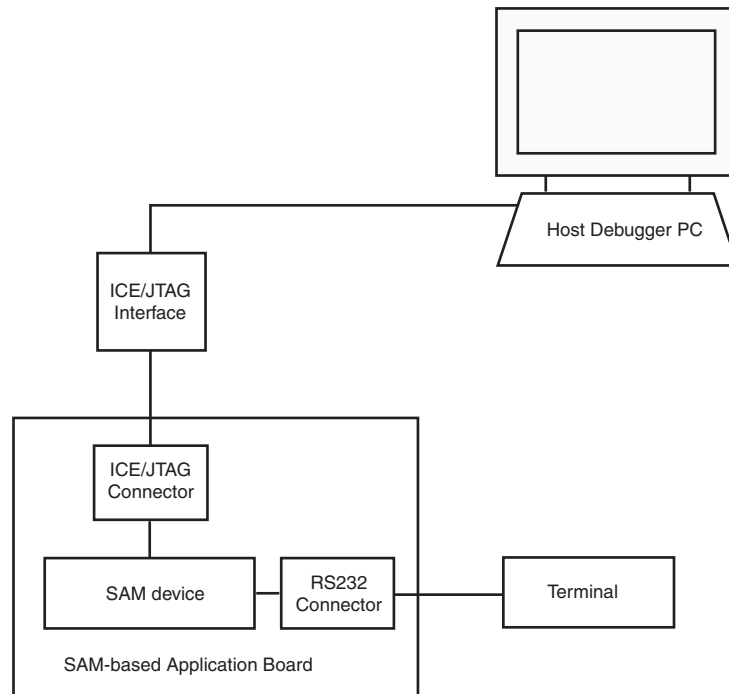 Host Debugger PC
ICE/JTAG
Interface
ICE/JTAG
Connector
SAM device
RS232
Connector
Terminal
SAM-based Application Board